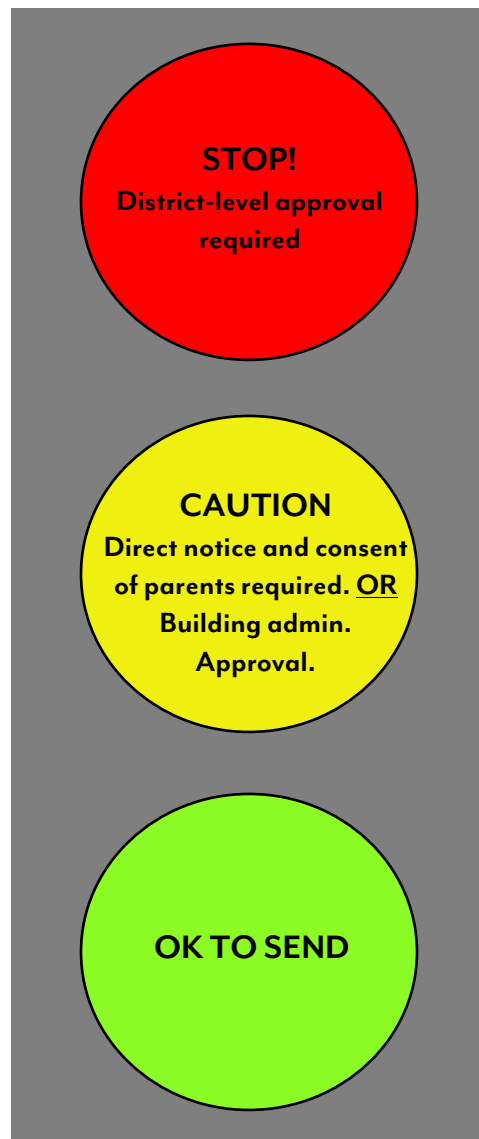 STOP!
District-level approval
required
CAUTION
Direct notice and consent
of parents required. OR
Building admin.
Approval.
OK TO SEND